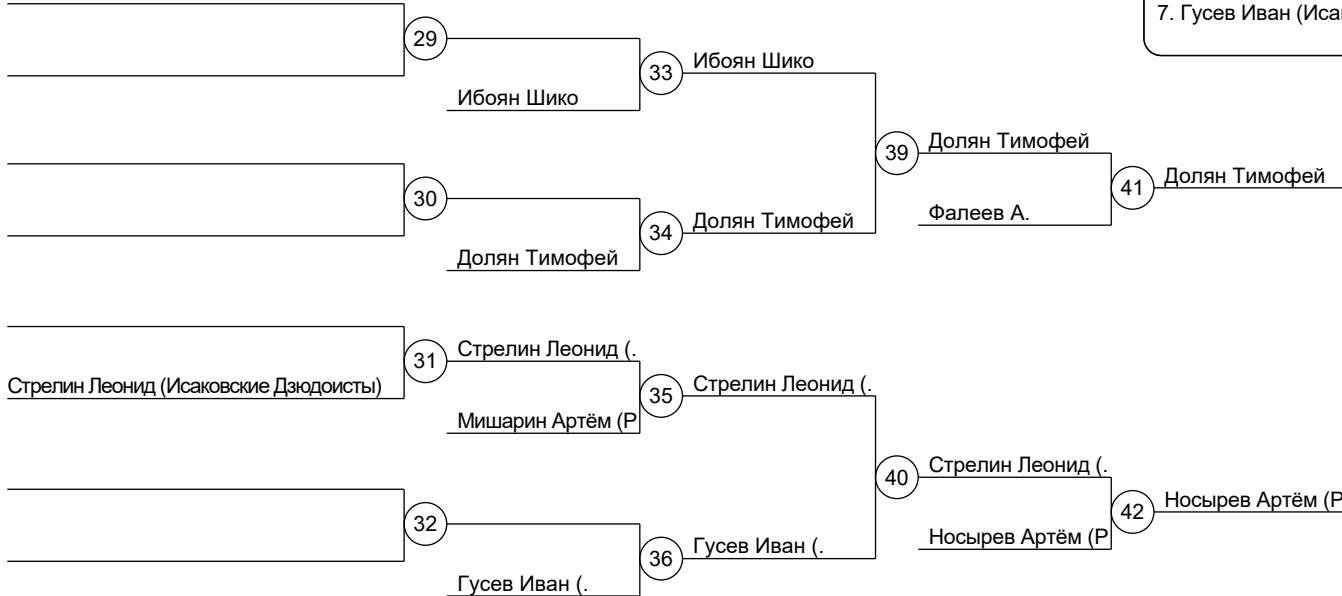 7. Гусев Иван (Иса
29
Ибоян Шико
33
Ибоян Шико
39
Долян Тимофей
41
Долян Тимофей
30
Долян Тимофей
34
Долян Тимофей
Фалеев А.
Стрелин Леонид (Исаковские Дзюдоисты)
31
Стрелин Леонид (.
35
Стрелин Леонид (.
Мишарин Артём (Р
40
Стрелин Леонид (.
42
Носырев Артём (Р
32
Гусев Иван (.
36
Гусев Иван (.
Носырев Артём (Р